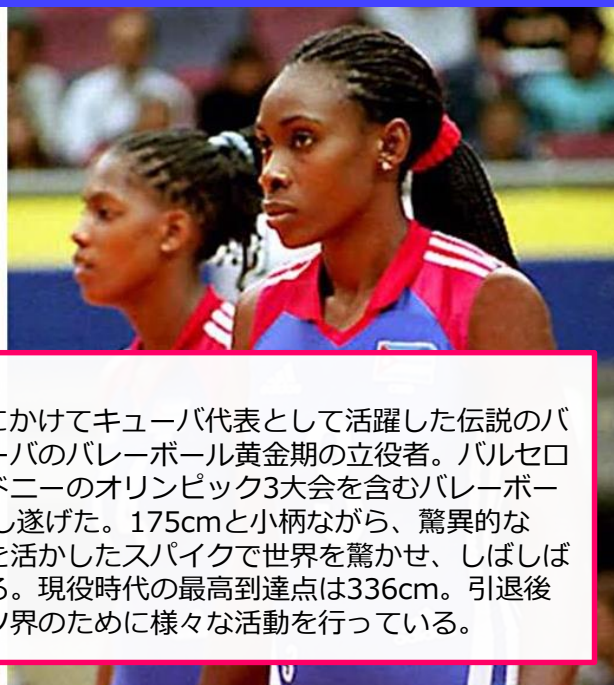 にかけてキューバ代表として活躍した伝説のバ
ーバのバレーボール黄金期の立役者。バルセロ
ドニーのオリンピック3大会を含むバレーボー
し遂げた。175cmと小柄ながら、驚異的な
を活かしたスパイクで世界を驚かせ、しばしば
る。現役時代の最高到達点は336cm。引退後
ツ界のために様々な活動を行っている。